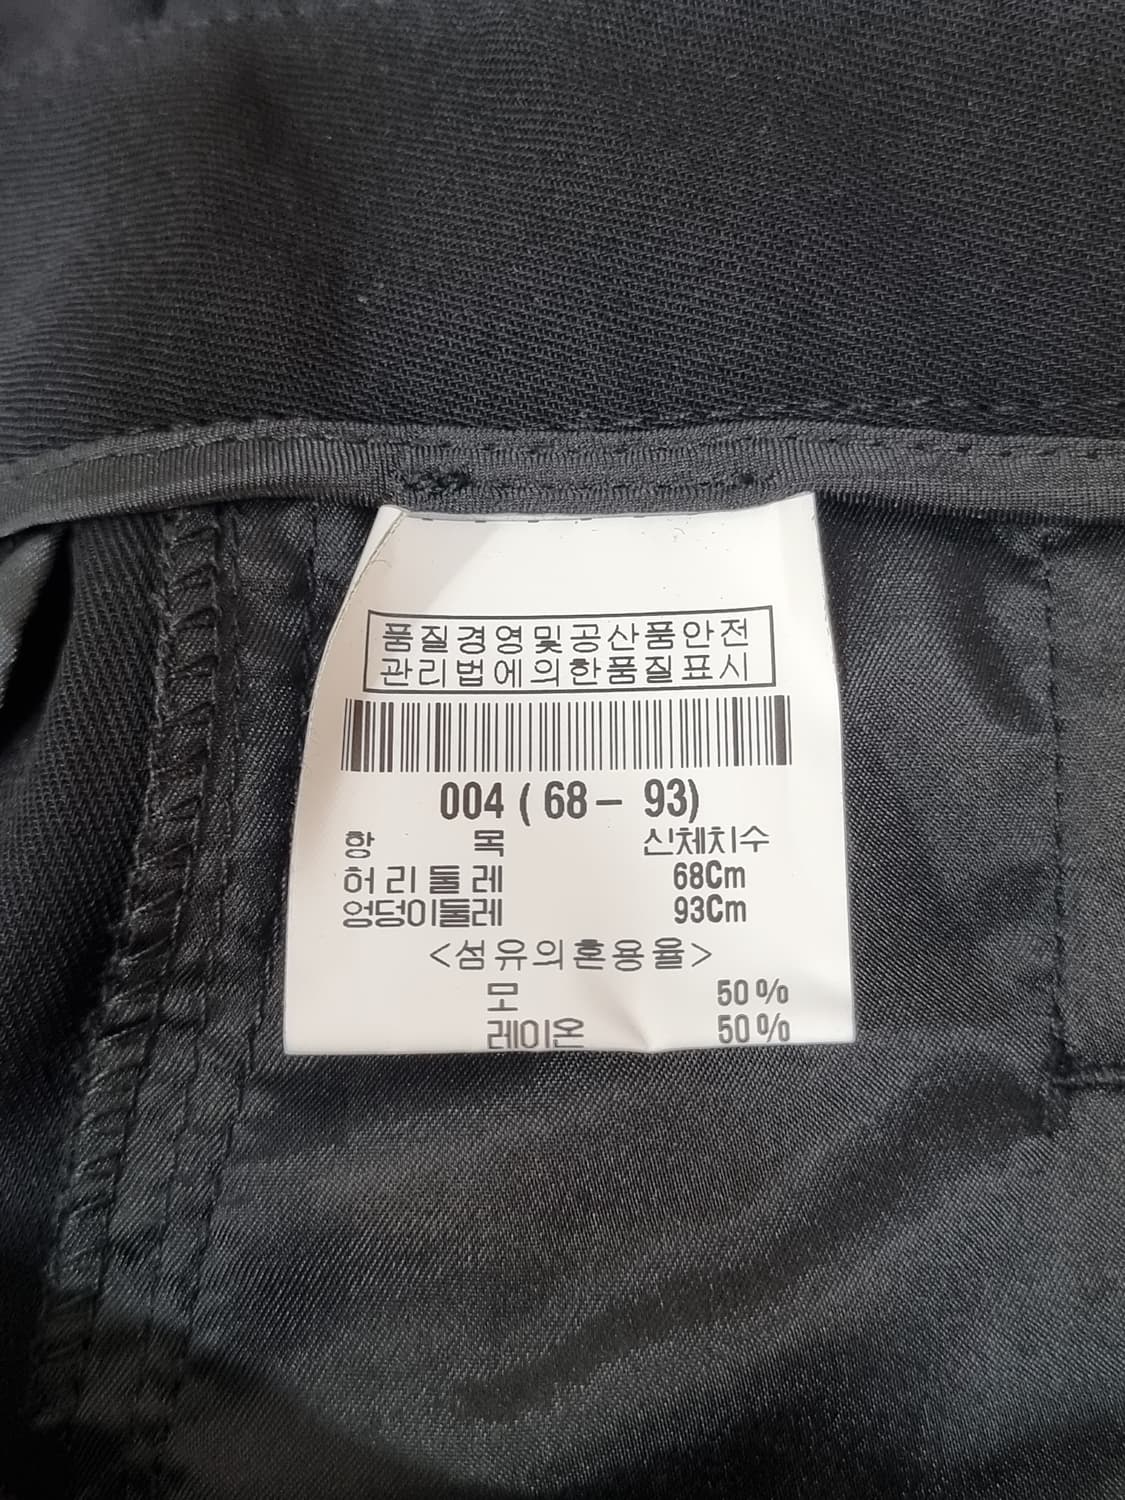 품질경영및공산품안전
관리법에의한품질표시
004 ( 68 - 93)
항 목 신체치수
허리둘레 68Cm
엉덩이둘레 93Cm
<섬유의혼용율>
모 50%
레이온 50%